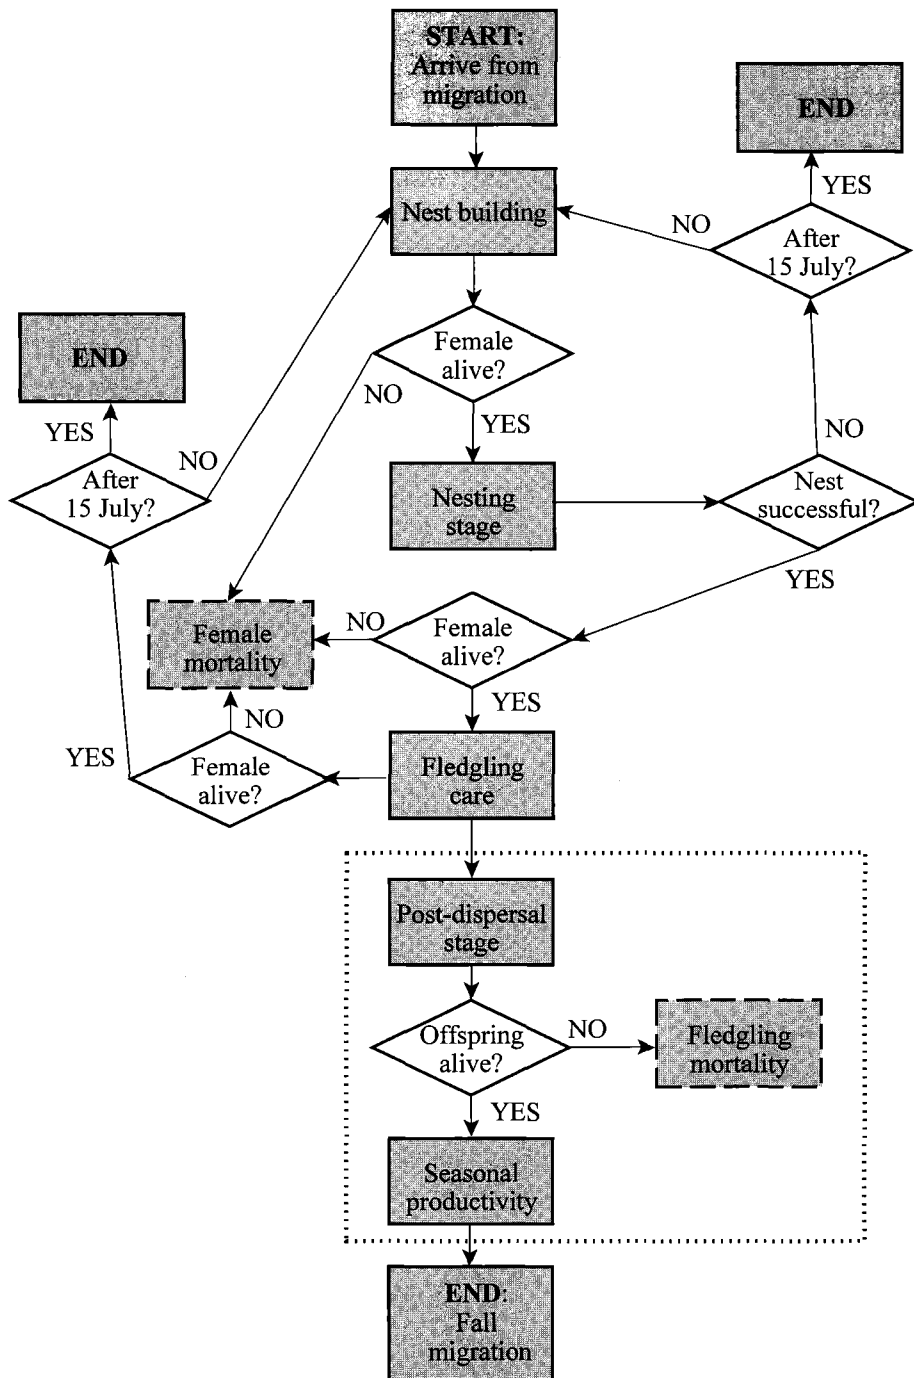 START:
Arrive from
migration
END
YES
Nest building
NO
After
15 July?
END
Female
alive?
NO
YES
YES
NO
NO
After
15 July?
Nesting
stage
Nest
successful?
YES
Female
mortality
NO
Female
alive?
YES
NO
YES
Female
alive?
Fledgling
care
Post-dispersal
stage
Offspring
alive?
NO
Fledgling
mortality
YES
Seasonal
productivity
END:
Fall
migration